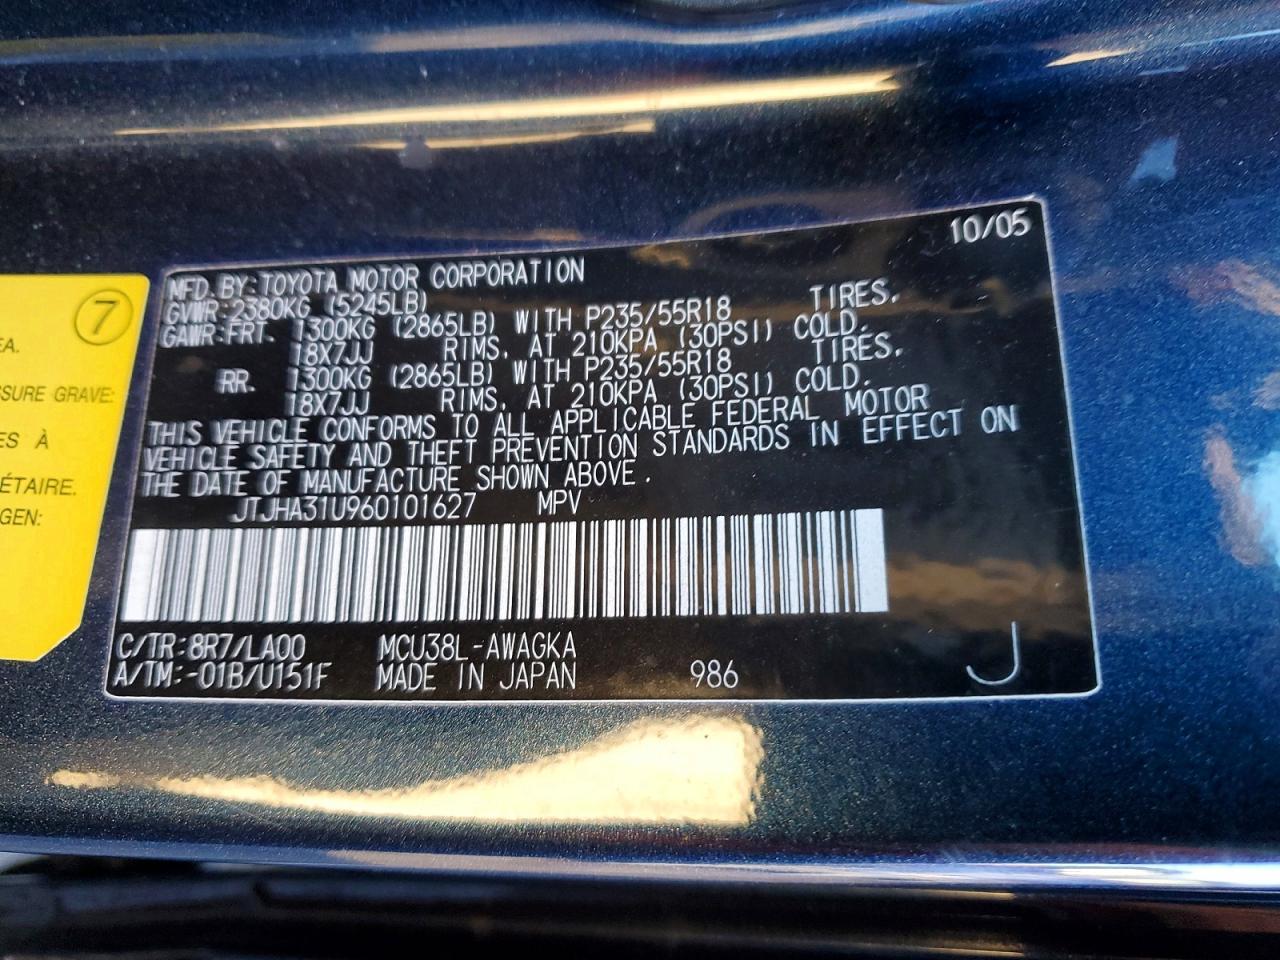 10/05
MFD. BY: TOYOTA MOTOR CORPORATION
GVWR: 2380KG (5245LB)
GAWR: FRT. 1300KG (2865LB) WITH P235/55R18 TIRES.
18X7JJ RIMS. AT 210KPA (30PSI) COLD.
RR. 1300KG (2865LB) WITH P235/55R18 TIRES.
18X7JJ RIMS. AT 210KPA (30PSI) COLD.
THIS VEHICLE CONFORMS TO ALL APPLICABLE FEDERAL MOTOR
VEHICLE SAFETY AND THEFT PREVENTION STANDARDS IN EFFECT ON
THE DATE OF MANUFACTURE SHOWN ABOVE.
JTJHA31U960101627 MPV
C/TR: 8R7/LA00 MCU38L-AWAGKA
A/TM: -01B/U151F MADE IN JAPAN 986 J
7
EA.
SSURE GRAVE:
ES À
ÉTAIRE.
GEN: